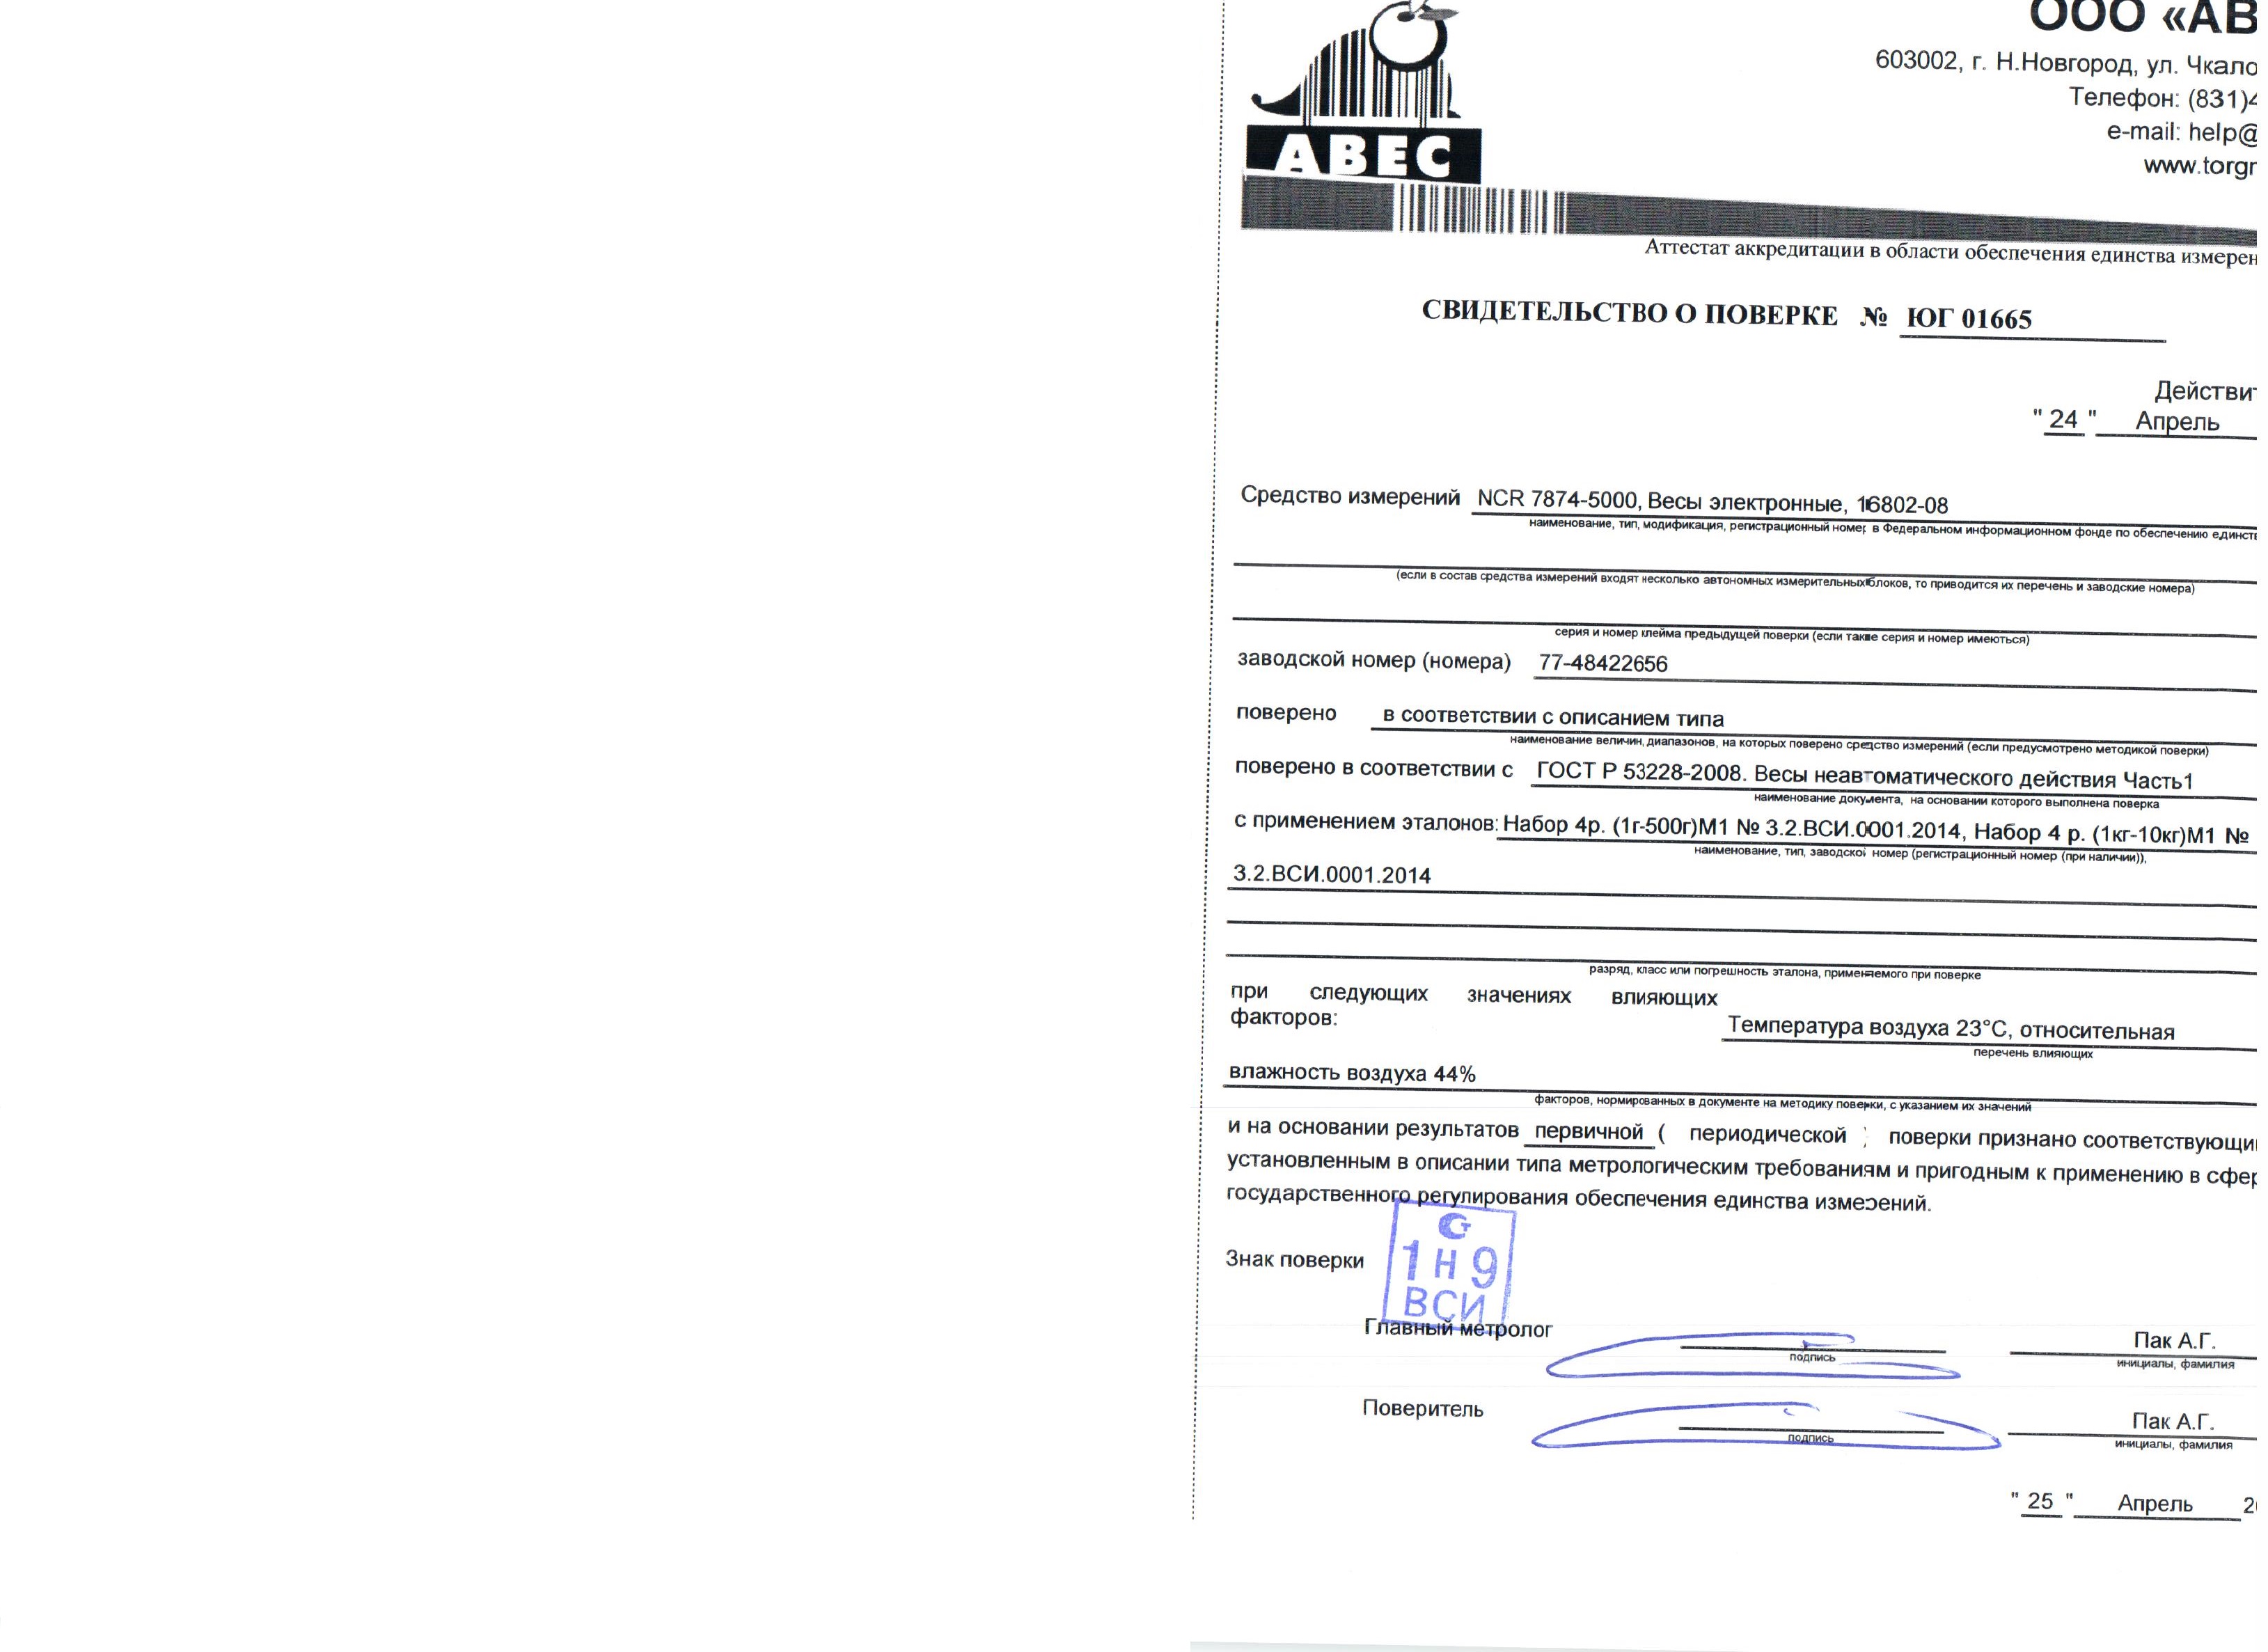 ООО «АВ
603002, г. Н.Новгород, ул. Чкало
Телефон: (831)4
e-mail: help@
www.torgr
АВЕС
Аттестат аккредитации в области обеспечения единства измерен
СВИДЕТЕЛЬСТВО О ПОВЕРКЕ № ЮГ 01665
Действит
" 24 " Апрель
Средство измерений NCR 7874-5000, Весы электронные, 16802-08
наименование, тип, модификация, регистрационный номер в Федеральном информационном фонде по обеспечению единств
(если в состав средства измерений входят несколько автономных измерительных блоков, то приводится их перечень и заводские номера)
серия и номер клейма предыдущей поверки (если такие серия и номер имеються)
заводской номер (номера) 77-48422656
поверено в соответствии с описанием типа
наименование величин, диапазонов, на которых поверено средство измерений (если предусмотрено методикой поверки)
поверено в соответствии с ГОСТ Р 53228-2008. Весы неавтоматического действия Часть1
наименование документа, на основании которого выполнена поверка
с применением эталонов: Набор 4р. (1г-500г)М1 № 3.2.ВСИ.0001.2014, Набор 4 р. (1кг-10кг)М1 №
наименование, тип, заводской номер (регистрационный номер (при наличии)),
3.2.ВСИ.0001.2014
разряд, класс или погрешность эталона, применяемого при поверке
при следующих значениях влияющих
факторов: Температура воздуха 23°С, относительная
перечень влияющих
влажность воздуха 44%
факторов, нормированных в документе на методику поверки, с указанием их значений
и на основании результатов первичной ( периодической ) поверки признано соответствующи
установленным в описании типа метрологическим требованиям и пригодным к применению в сфер
государственного регулирования обеспечения единства измерений.
Знак поверки
1 Н 9
ВСИ
Главный метролог Пак А.Г.
подпись инициалы, фамилия
Поверитель Пак А.Г.
подпись инициалы, фамилия
" 25 " Апрель 20